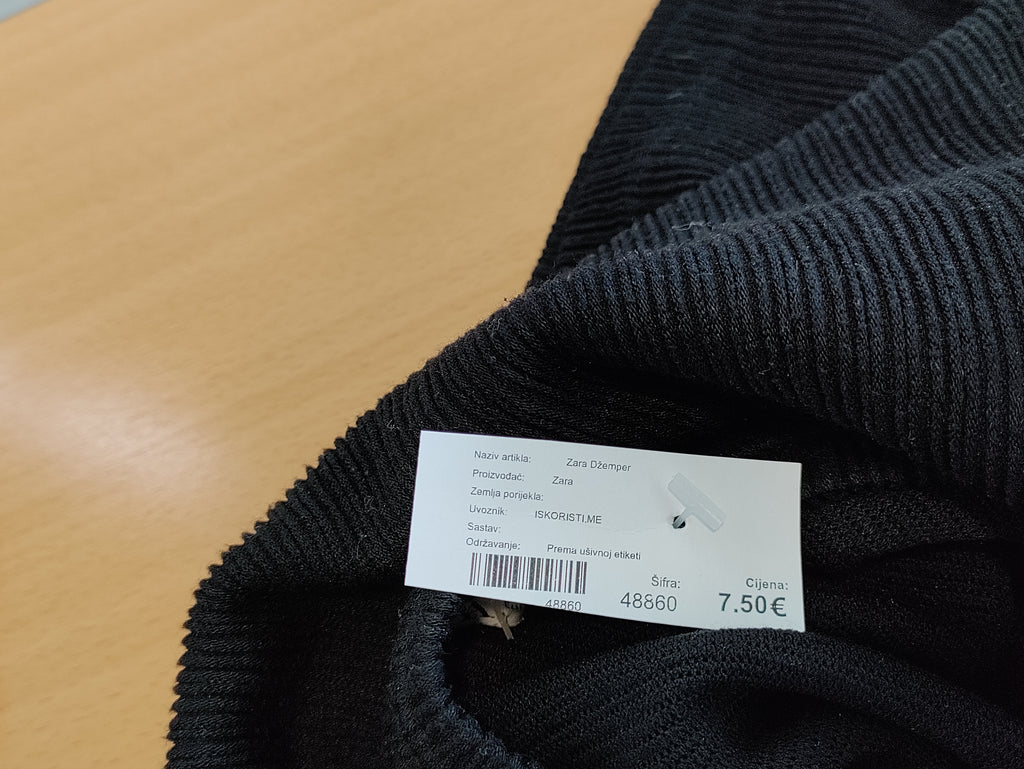 Naziv artikla: Zara Džemper
Proizvođač: Zara
Zemlja porijekla:
Uvoznik: ISKORISTI.ME
Sastav:
Održavanje: Prema ušivnoj etiketi
48860
Šifra: Cijena:
48860 7.50€